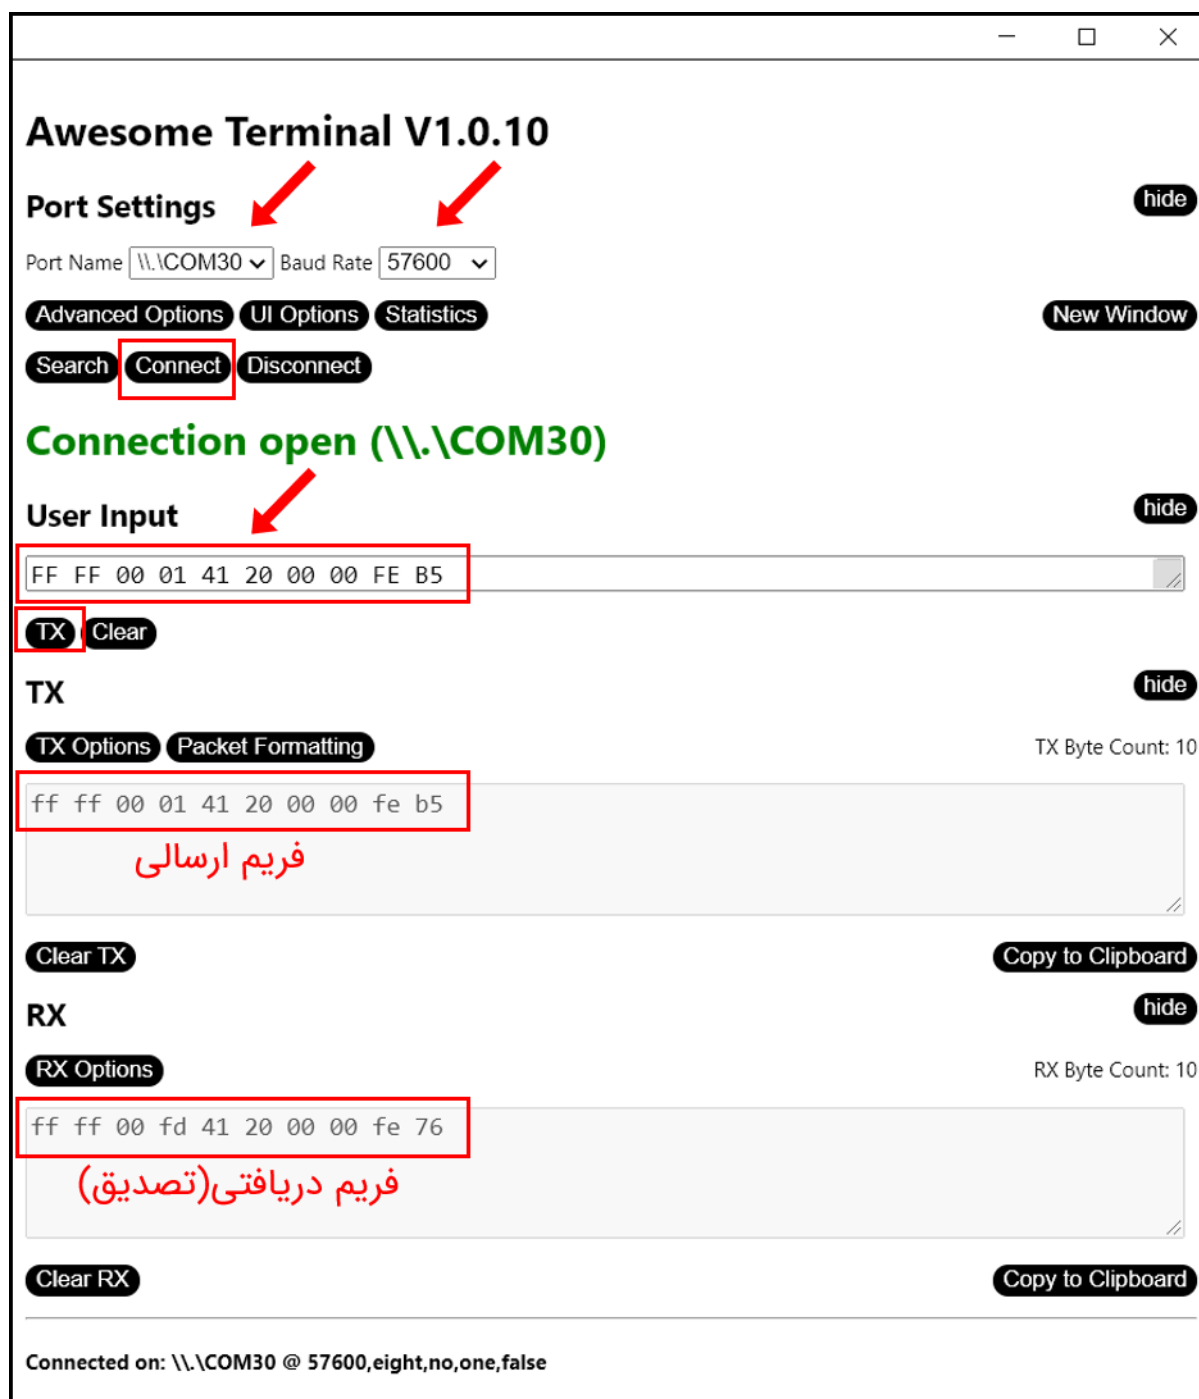 Awesome Terminal V1.0.10
Port Settings hide
Port Name \\.\COM30 Baud Rate 57600
Advanced Options UI Options Statistics New Window
Search Connect Disconnect
Connection open (\\.\COM30)
User Input hide
FF FF 00 01 41 20 00 00 FE B5
TX Clear
TX hide
TX Options Packet Formatting TX Byte Count: 10
ff ff 00 01 41 20 00 00 fe b5
فریم ارسالی
Clear TX Copy to Clipboard
RX hide
RX Options RX Byte Count: 10
ff ff 00 fd 41 20 00 00 fe 76
فریم دریافتی(تصدیق)
Clear RX Copy to Clipboard
Connected on: \\.\COM30 @ 57600,eight,no,one,false